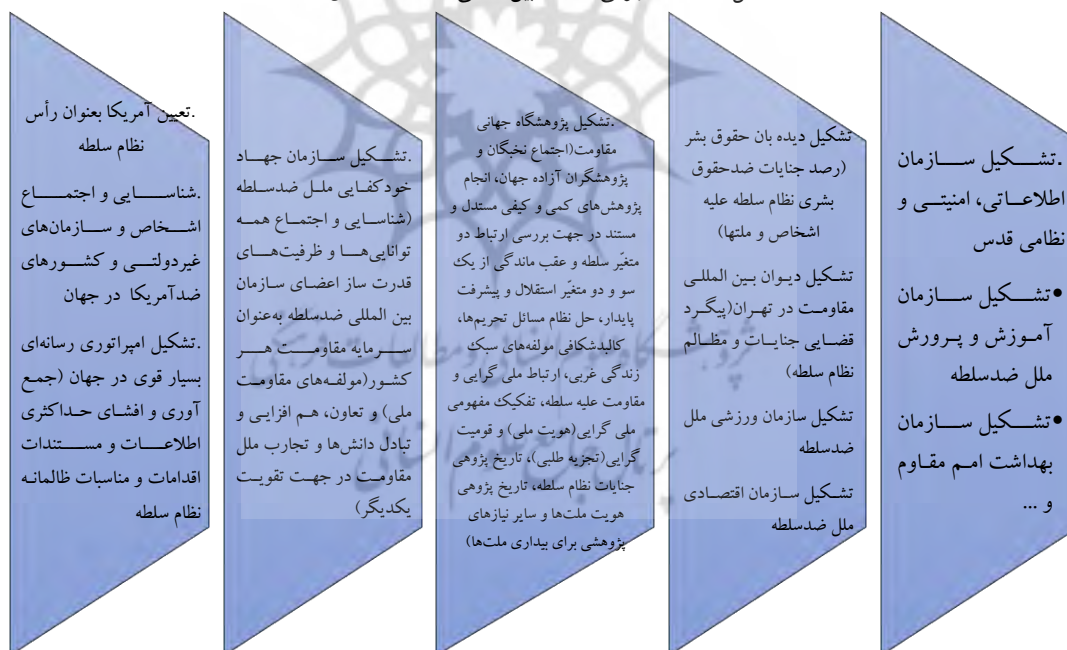 .تعیین آمریکا بعنوان رأس
نظام سلطه
.شناسایی و اجتماع
اشخاص و سازمان‌های
غیردولتی و کشورهای
ضدآمریکا در جهان
.تشکیل امپراتوری رسانه‌ای
بسیار قوی در جهان (جمع
آوری و افشای حداکثری
اطلاعات و مستندات
اقدامات و مناسبات ظالمانه
نظام سلطه
.تشکیل سازمان جهاد
خودکفایی ملل ضدسلطه
(شناسایی و اجتماع همه
توانایی‌ها و ظرفیت‌های
قدرت ساز اعضای سازمان
بین المللی ضدسلطه به‌عنوان
سرمایه مقاومت هر
کشور(مولفه‌های مقاومت
ملی) و تعاون، هم افزایی و
تبادل دانش‌ها و تجارب ملل
مقاومت در جهت تقویت
یکدیگر)
.تشکیل پژوهشگاه جهانی
مقاومت(اجتماع نخبگان و
پژوهشگران آزاده جهان، انجام
پژوهش‌های کمی و کیفی مستدل و
مستند در جهت بررسی ارتباط دو
متغیّر سلطه و عقب ماندگی از یک
سو و دو متغیّر استقلال و پیشرفت
پایدار، حل نظام مسائل تحریم‌ها،
کالبدشکافی مولفه‌های سبک
زندگی غربی، ارتباط ملی گرایی و
مقاومت علیه سلطه، تفکیک مفهومی
ملی گرایی(هویت ملی) و قومیت
گرایی(تجزیه طلبی)، تاریخ پژوهی
جنایات نظام سلطه، تاریخ پژوهی
هویت ملت‌ها و سایر نیازهای
پژوهشی برای بیداری ملت‌ها)
تشکیل دیده بان حقوق بشر
(رصد جنایات ضدحقوق
بشری نظام سلطه علیه
اشخاص و ملتها)
تشکیل دیوان بین المللی
مقاومت در تهران(پیگرد
قضایی جنایات و مظالم
نظام سلطه)
تشکیل سازمان ورزشی ملل
ضدسلطه
تشکیل سازمان اقتصادی
ملل ضدسلطه
.تشکیل سازمان
اطلاعاتی، امنیتی و
نظامی قدس
•تشکیل سازمان
آموزش و پرورش
ملل ضدسلطه
•تشکیل سازمان
بهداشت امم مقاوم
و ...
پرتال جامع علوم انسانی